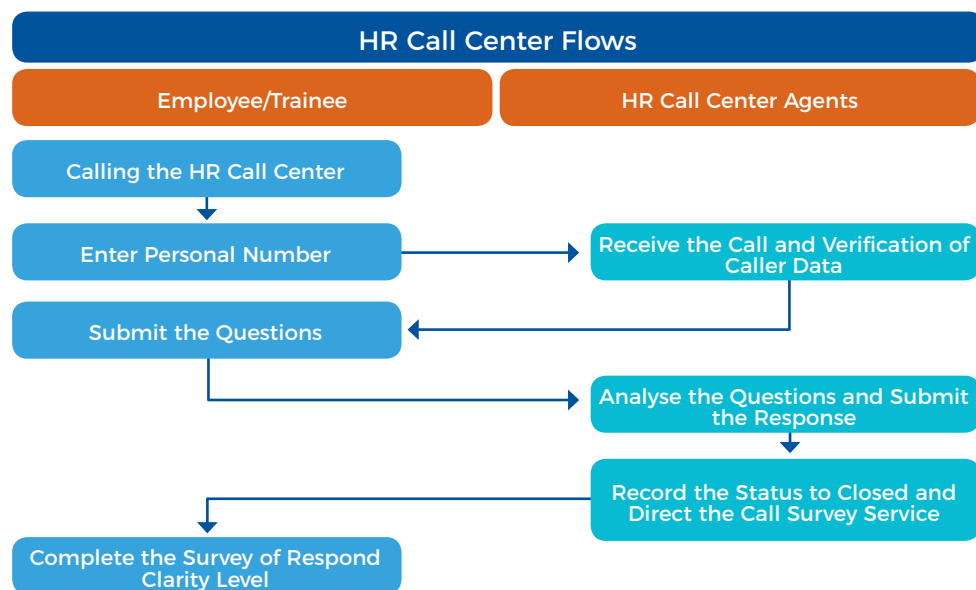 HR Call Center Flows
Employee/Trainee
HR Call Center Agents
Calling the HR Call Center
Enter Personal Number
Receive the Call and Verification of
Caller Data
Submit the Questions
Analyse the Questions and Submit
the Response
Record the Status to Closed and
Direct the Call Survey Service
Complete the Survey of Respond
Clarity Level